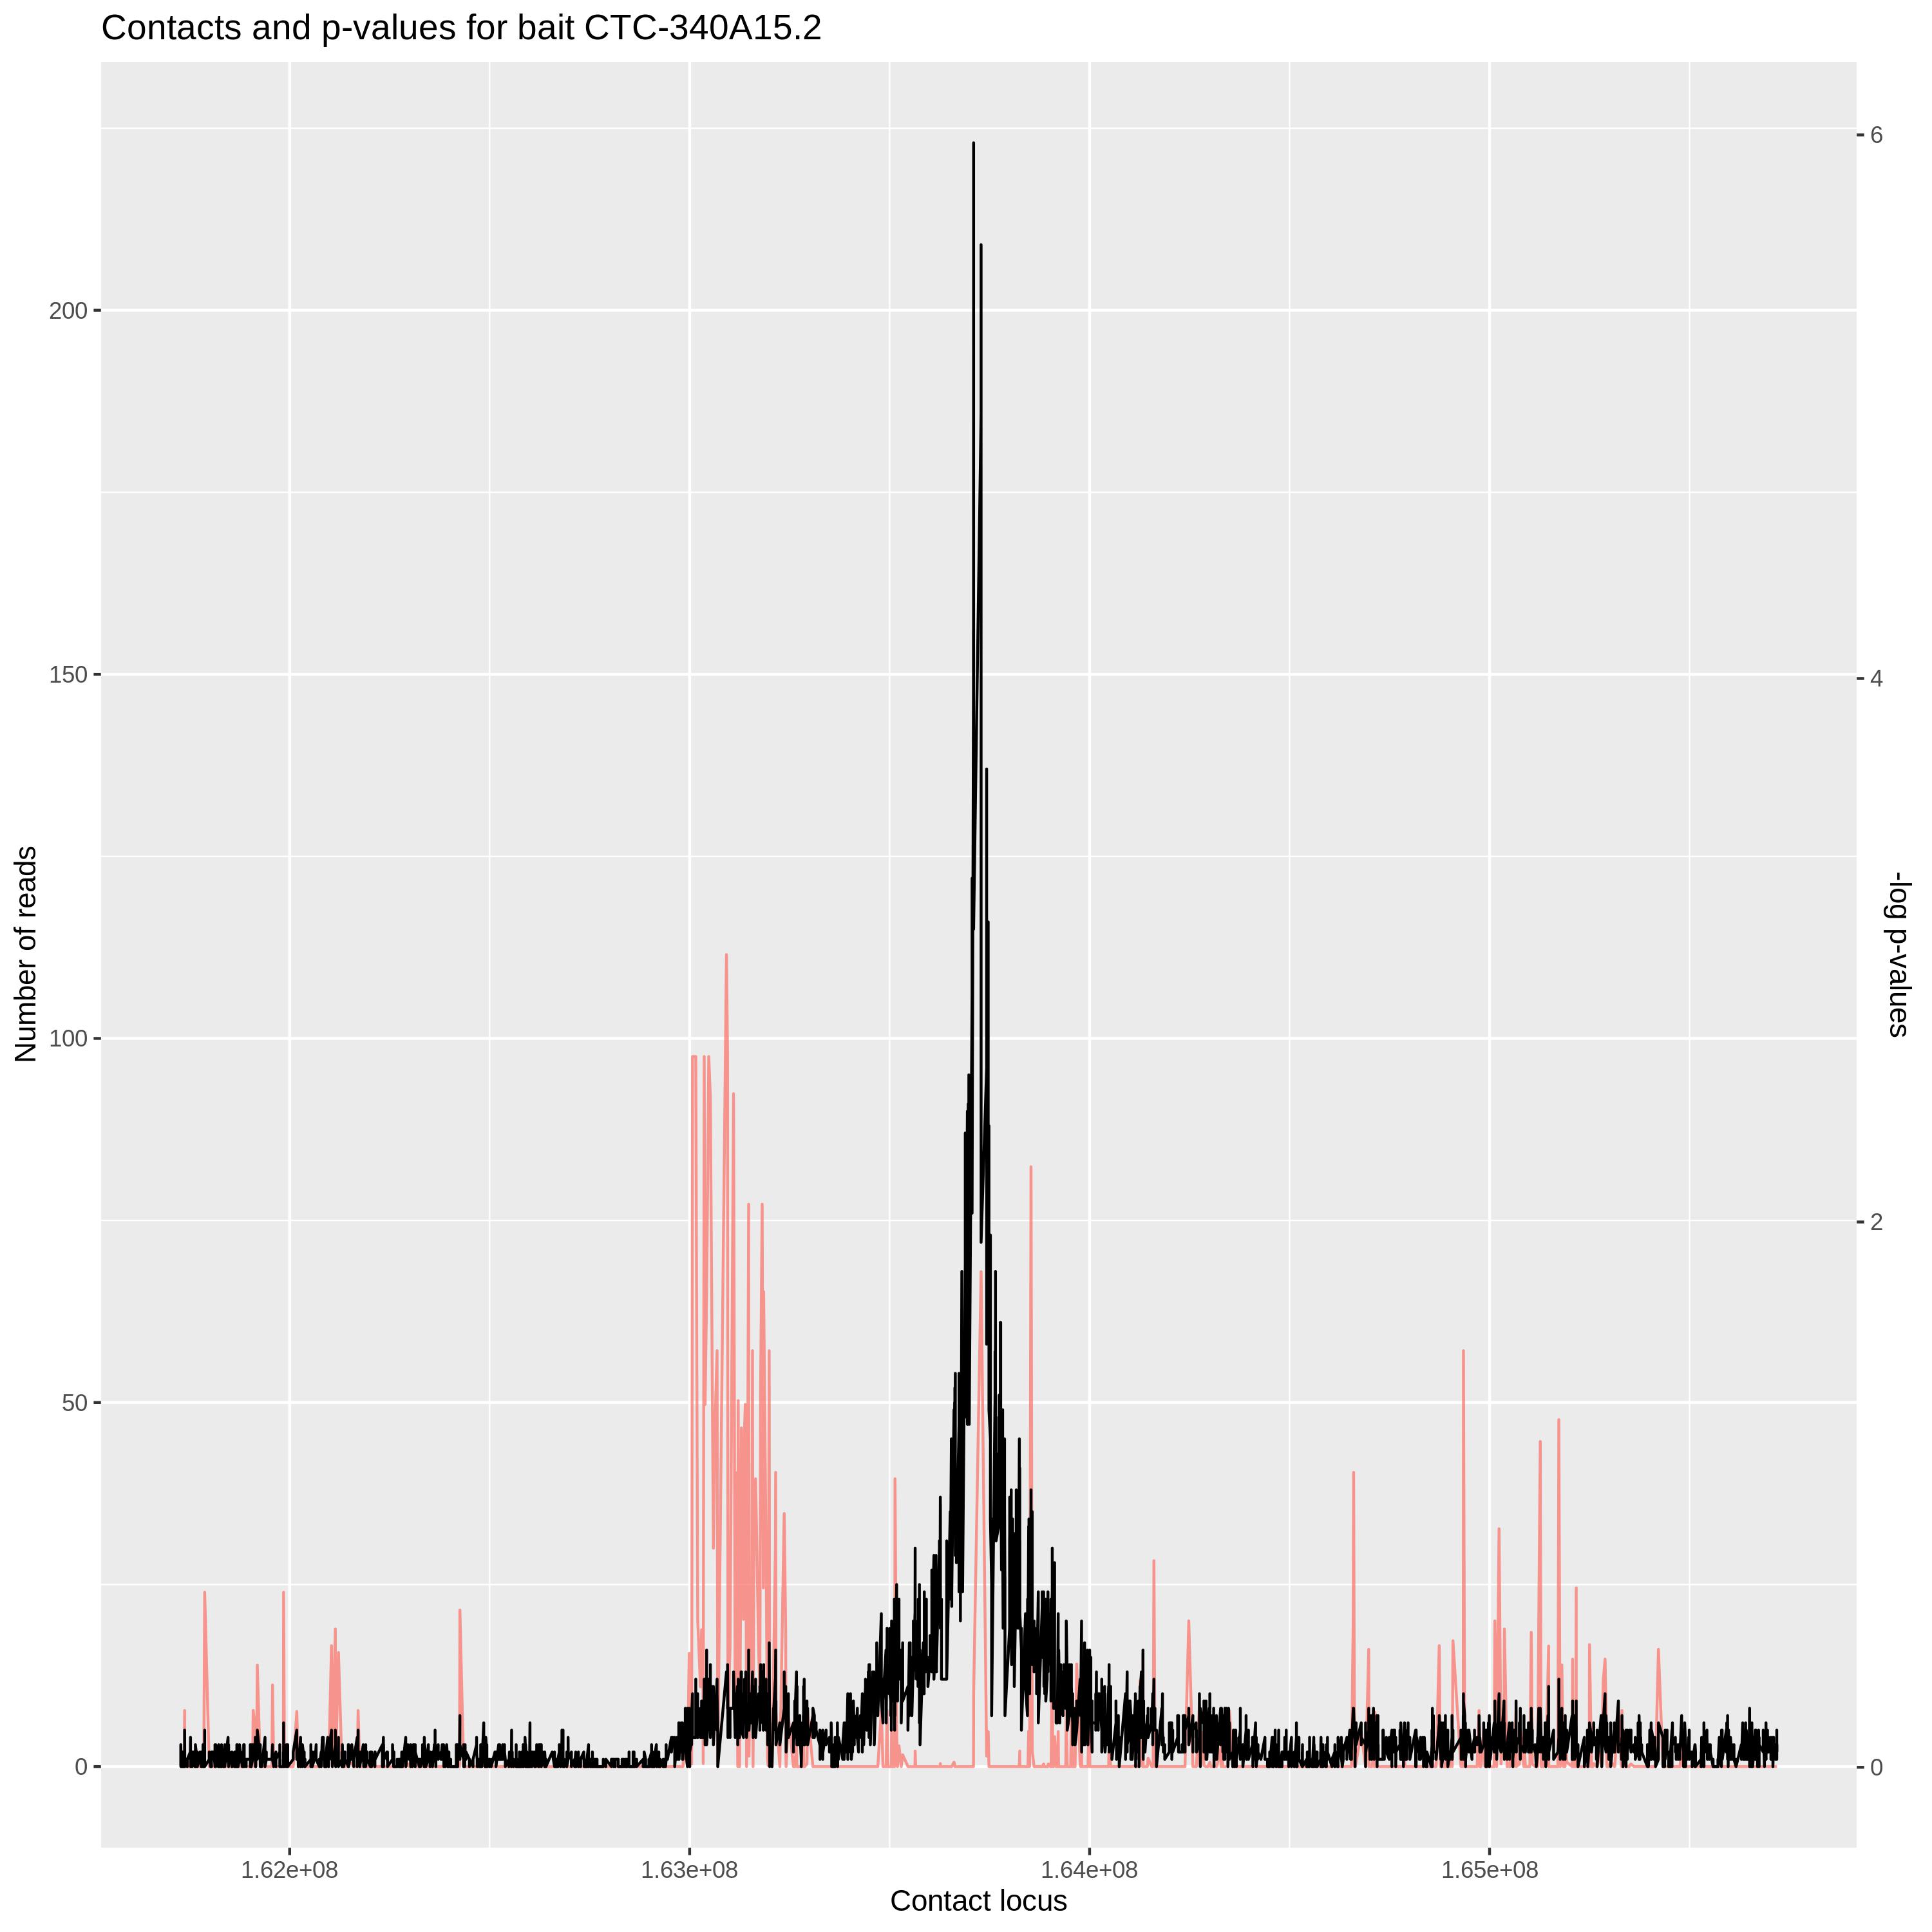 Contacts and p-values for bait CTC-340A15.2
Number of reads
200
150
100
50
0
6
4
2
0
-log p-values
1.62e+08
1.63e+08
1.64e+08
1.65e+08
Contact locus